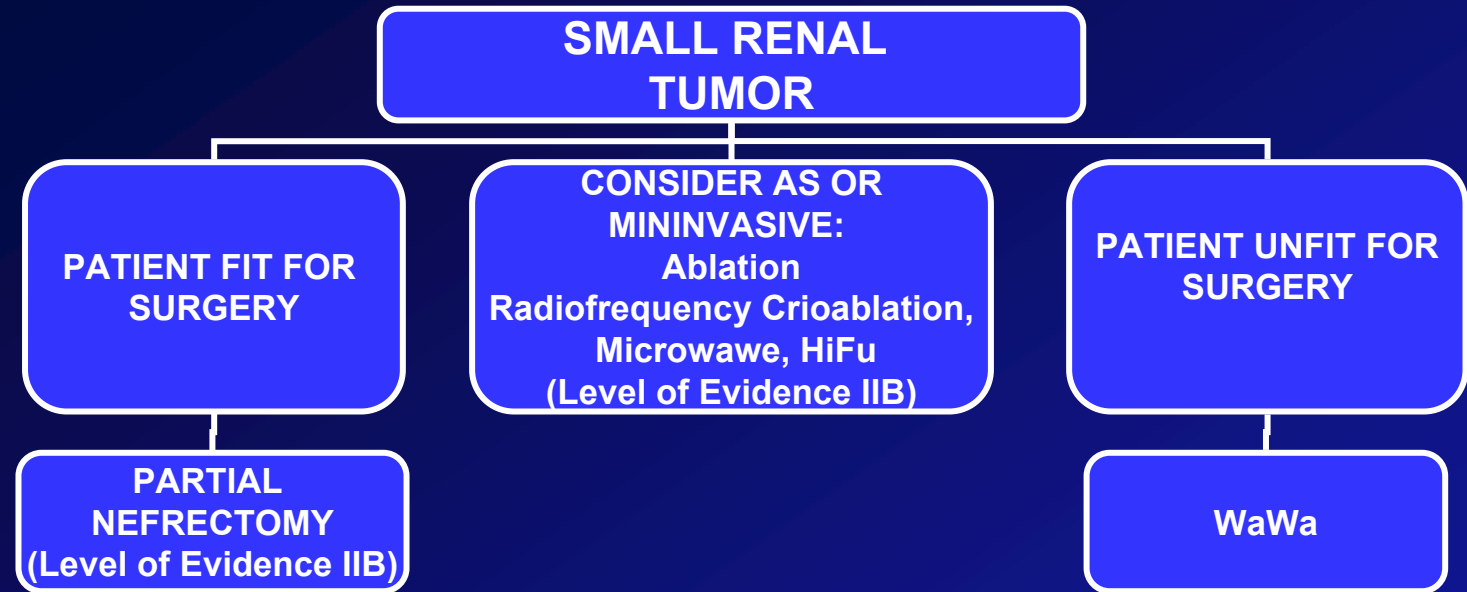 SMALL RENAL
TUMOR
PATIENT FIT FOR
SURGERY
CONSIDER AS OR
MININVASIVE:
Ablation
Radiofrequency Crioablation,
Microwawe, HiFu
(Level of Evidence IIB)
PATIENT UNFIT FOR
SURGERY
PARTIAL
NEFRECTOMY
(Level of Evidence IIB)
WaWa